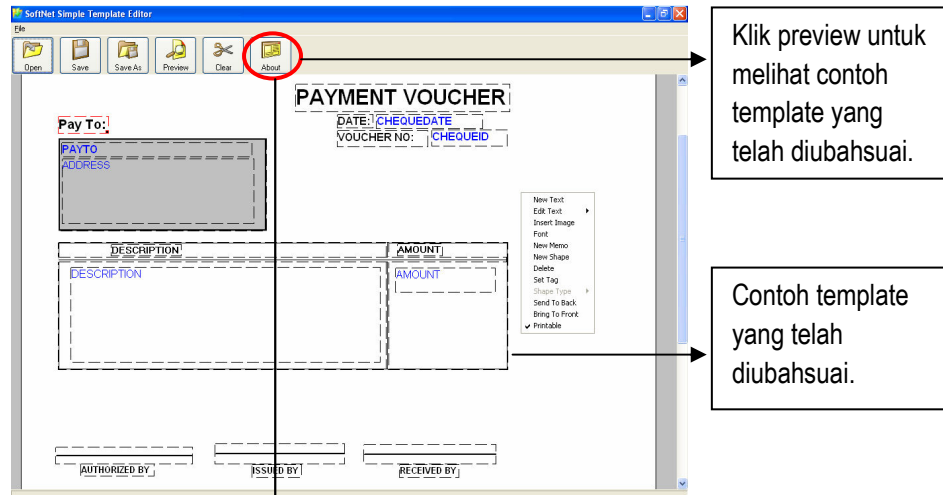 SoftNet Simple Template Editor
File
Open Save Save As Preview Clear About
PAYMENT VOUCHER
Pay To:
DATE: CHEQUEDATE
VOUCHER NO: CHEQUEID
PAYTO
ADDRESS
DESCRIPTION AMOUNT
DESCRIPTION AMOUNT
New Text
Edit Text
Insert Image
Font
New Memo
New Shape
Delete
Set Tag
Shape Type
Send To Back
Bring To Front
Printable
AUTHORIZED BY ISSUED BY RECEIVED BY
Klik preview untuk
melihat contoh
template yang
telah diubahsuai.
Contoh template
yang telah
diubahsuai.